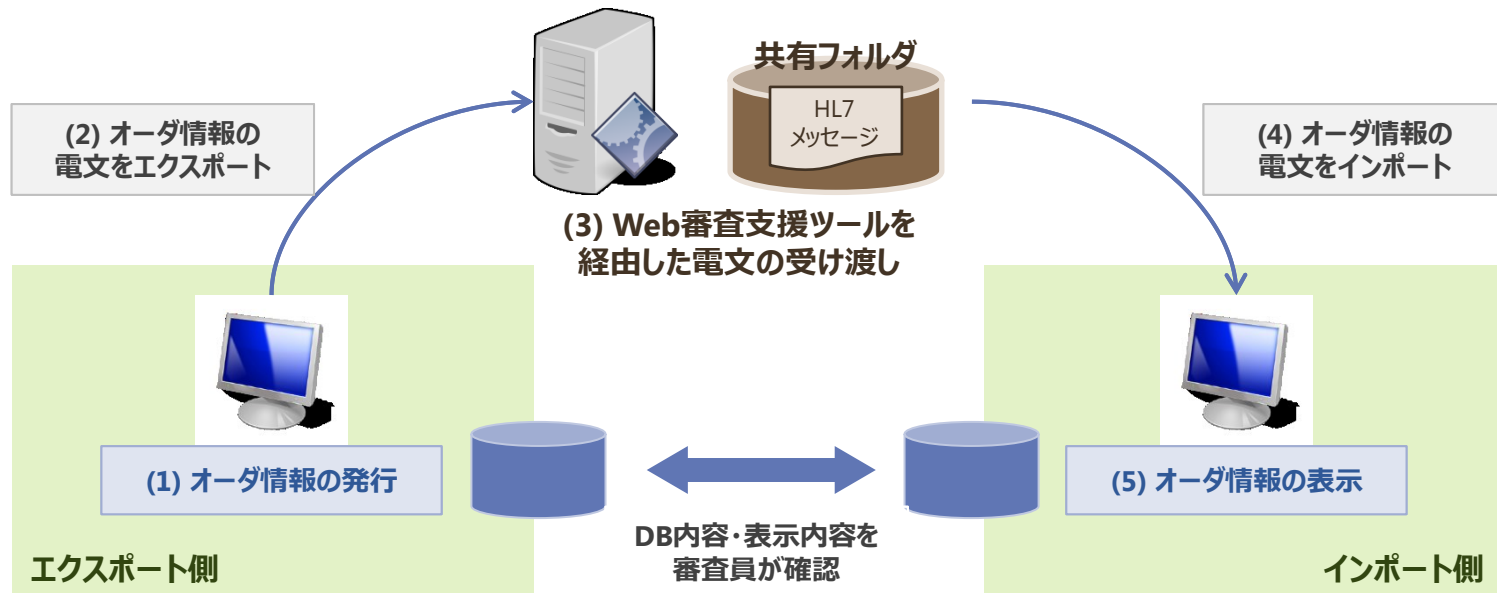 共有フォルダ
HL7
メッセージ
(2) オーダ情報の
電文をエクスポート
(4) オーダ情報の
電文をインポート
(3) Web審査支援ツールを
経由した電文の受け渡し
(1) オーダ情報の発行
(5) オーダ情報の表示
DB内容・表示内容を
審査員が確認
エクスポート側
インポート側